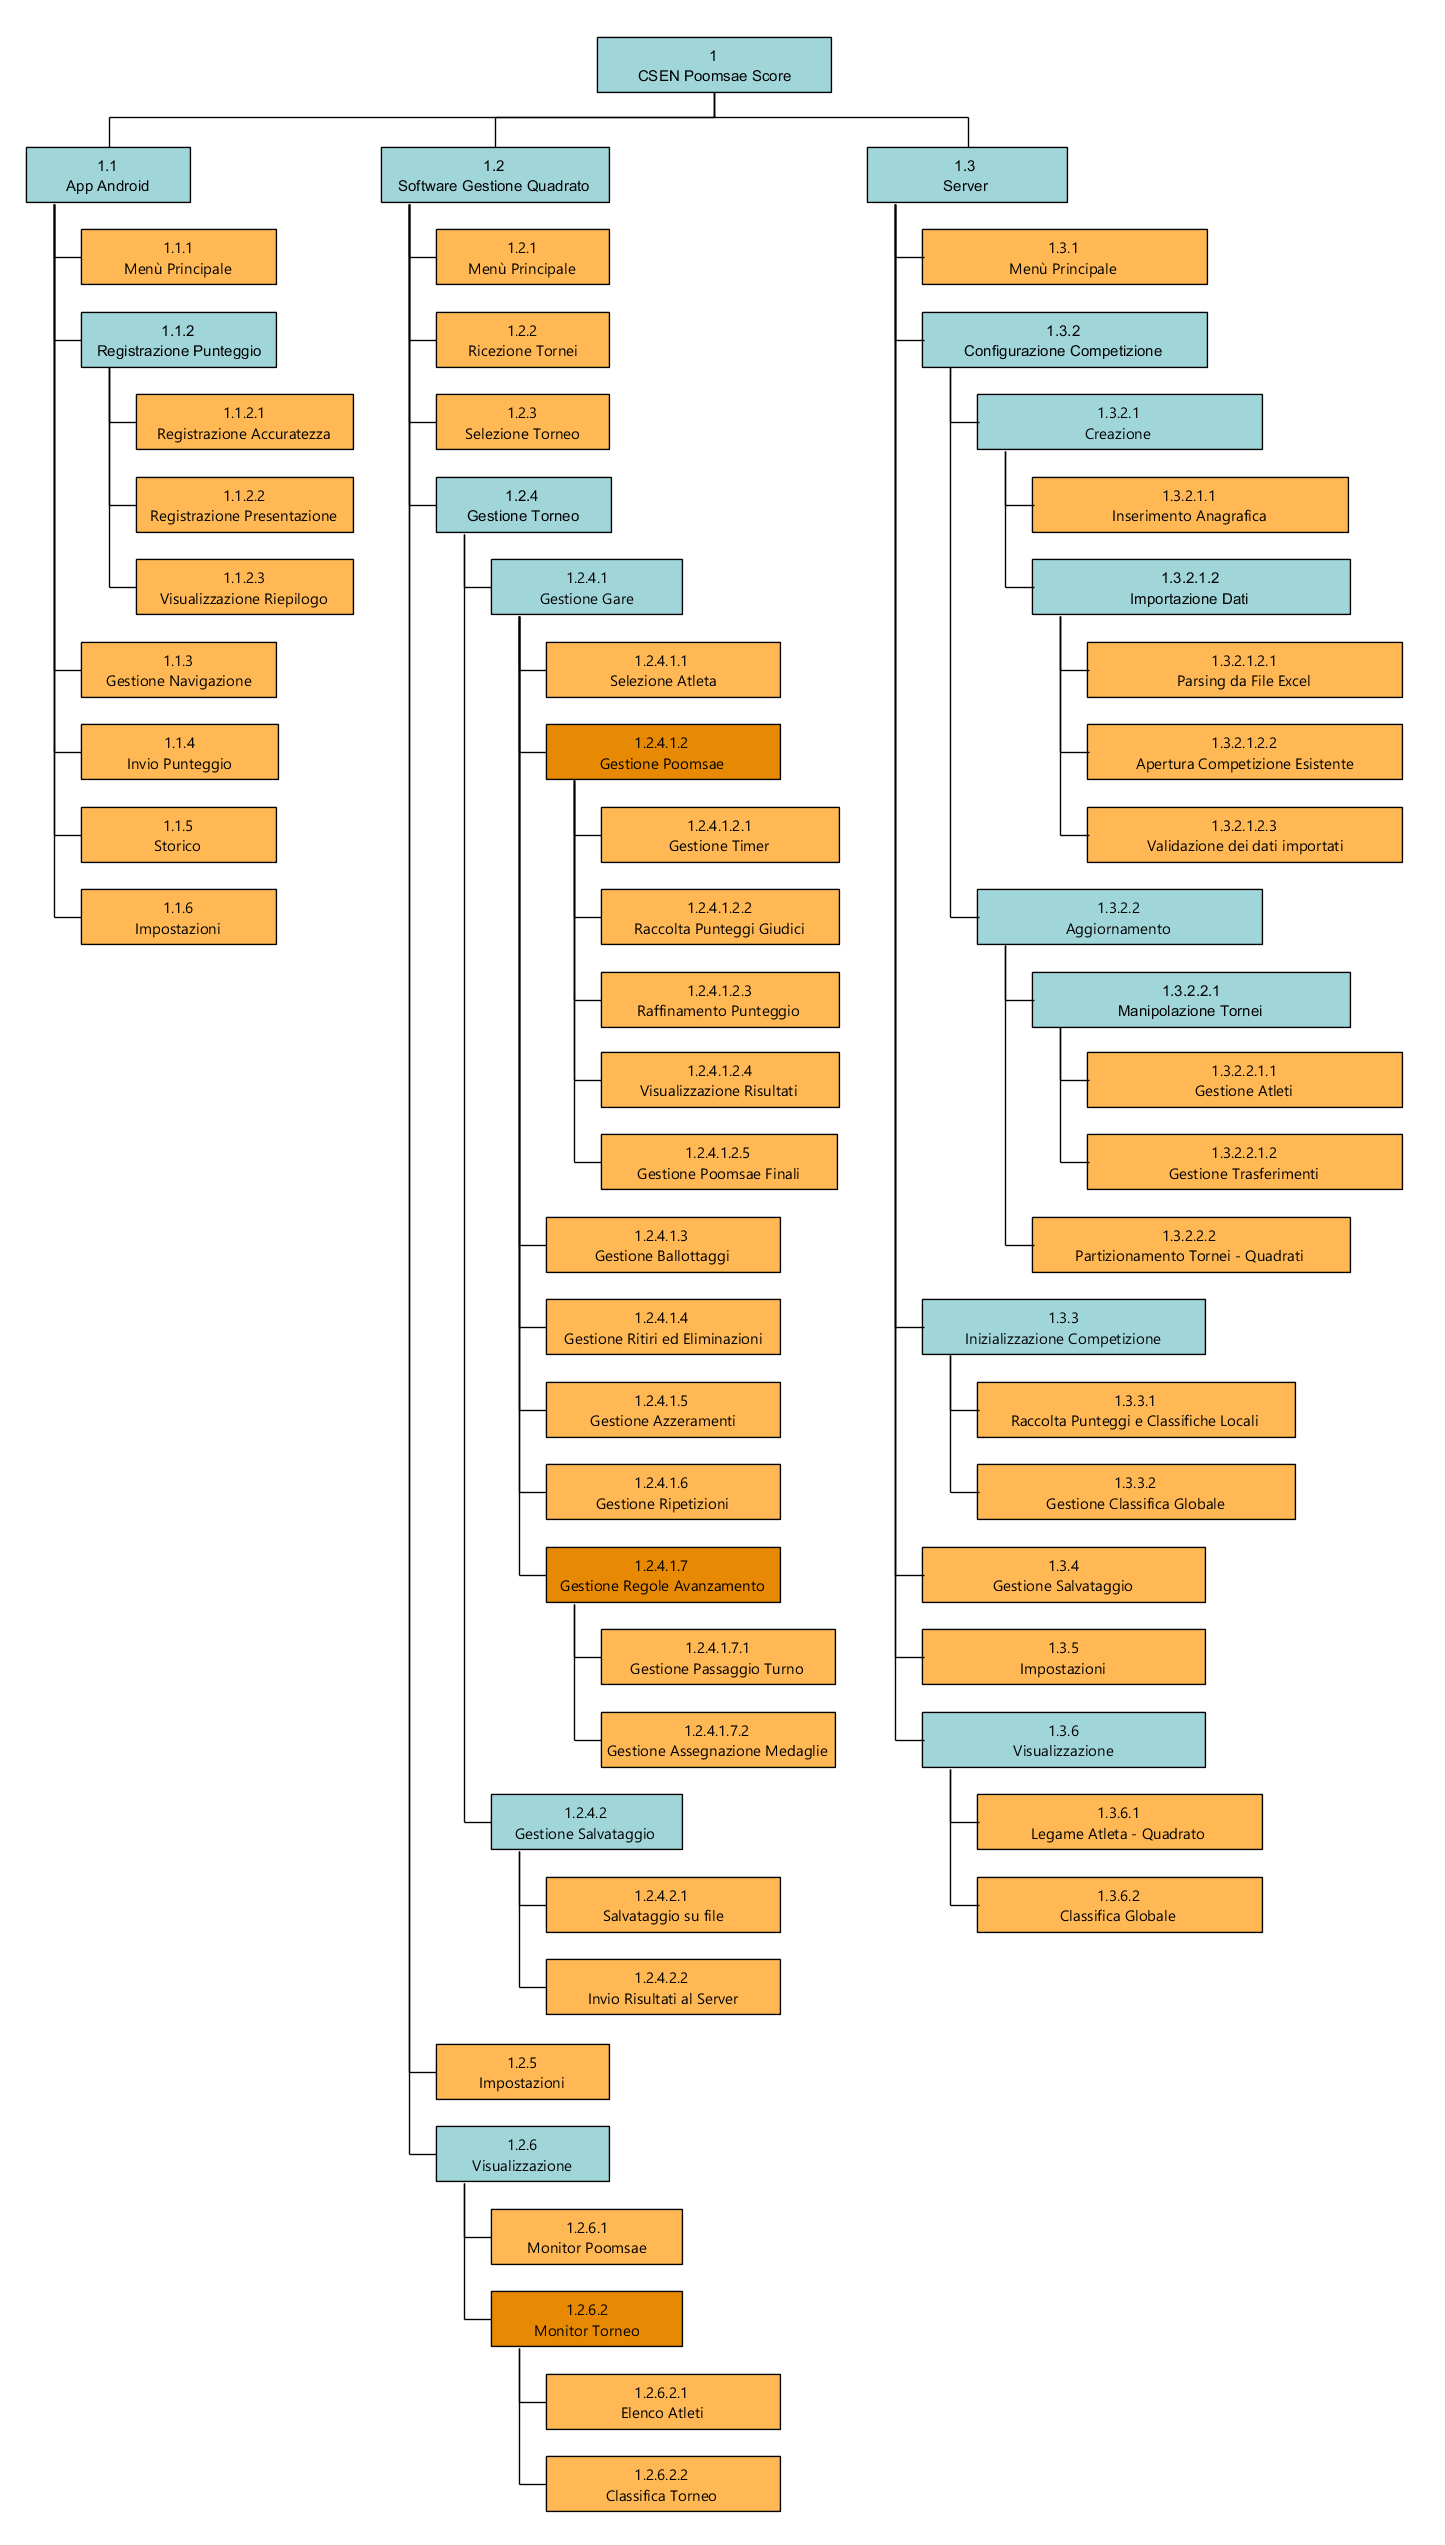 1
CSEN Poomsae Score
1.1
App Android
1.1.1
Menù Principale
1.1.2
Registrazione Punteggio
1.1.2.1
Registrazione Accuratezza
1.1.2.2
Registrazione Presentazione
1.1.2.3
Visualizzazione Riepilogo
1.1.3
Gestione Navigazione
1.1.4
Invio Punteggio
1.1.5
Storico
1.1.6
Impostazioni
1.2
Software Gestione Quadrato
1.2.1
Menù Principale
1.2.2
Ricezione Tornei
1.2.3
Selezione Torneo
1.2.4
Gestione Torneo
1.2.4.1
Gestione Gare
1.2.4.1.1
Selezione Atleta
1.2.4.1.2
Gestione Poomsae
1.2.4.1.2.1
Gestione Timer
1.2.4.1.2.2
Raccolta Punteggi Giudici
1.2.4.1.2.3
Raffinamento Punteggio
1.2.4.1.2.4
Visualizzazione Risultati
1.2.4.1.2.5
Gestione Poomsae Finali
1.2.4.1.3
Gestione Ballottaggi
1.2.4.1.4
Gestione Ritiri ed Eliminazioni
1.2.4.1.5
Gestione Azzeramenti
1.2.4.1.6
Gestione Ripetizioni
1.2.4.1.7
Gestione Regole Avanzamento
1.2.4.1.7.1
Gestione Passaggio Turno
1.2.4.1.7.2
Gestione Assegnazione Medaglie
1.2.4.2
Gestione Salvataggio
1.2.4.2.1
Salvataggio su file
1.2.4.2.2
Invio Risultati al Server
1.2.5
Impostazioni
1.2.6
Visualizzazione
1.2.6.1
Monitor Poomsae
1.2.6.2
Monitor Torneo
1.2.6.2.1
Elenco Atleti
1.2.6.2.2
Classifica Torneo
1.3
Server
1.3.1
Menù Principale
1.3.2
Configurazione Competizione
1.3.2.1
Creazione
1.3.2.1.1
Inserimento Anagrafica
1.3.2.1.2
Importazione Dati
1.3.2.1.2.1
Parsing da File Excel
1.3.2.1.2.2
Apertura Competizione Esistente
1.3.2.1.2.3
Validazione dei dati importati
1.3.2.2
Aggiornamento
1.3.2.2.1
Manipolazione Tornei
1.3.2.2.1.1
Gestione Atleti
1.3.2.2.1.2
Gestione Trasferimenti
1.3.2.2.2
Partizionamento Tornei - Quadrati
1.3.3
Inizializzazione Competizione
1.3.3.1
Raccolta Punteggi e Classifiche Locali
1.3.3.2
Gestione Classifica Globale
1.3.4
Gestione Salvataggio
1.3.5
Impostazioni
1.3.6
Visualizzazione
1.3.6.1
Legame Atleta - Quadrato
1.3.6.2
Classifica Globale